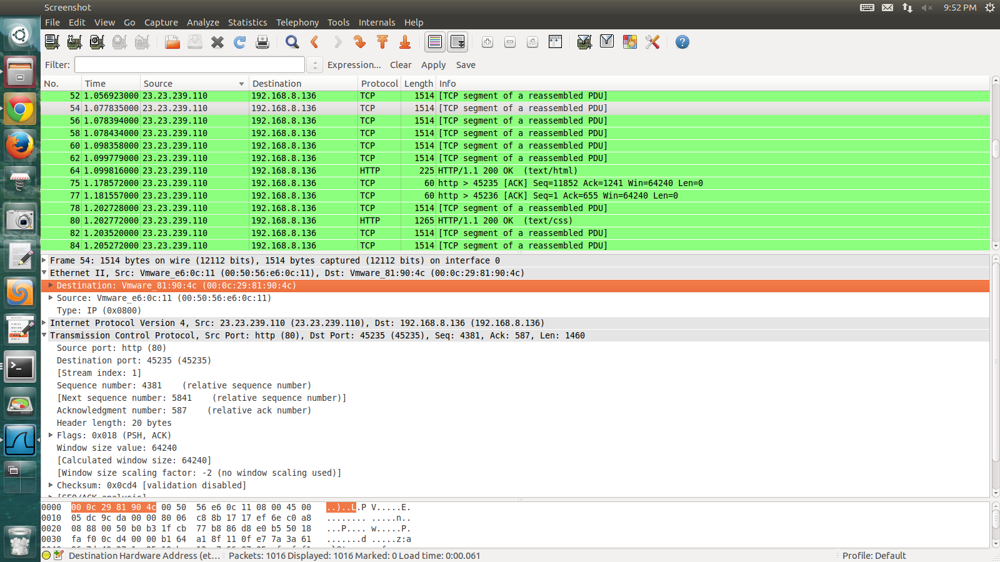 Screenshot
9:52 PM
File Edit View Go Capture Analyze Statistics Telephony Tools Internals Help
Filter: Expression... Clear Apply Save
No. Time Source Destination Protocol Length Info
52 1.056923000 23.23.239.110 192.168.8.136 TCP 1514 [TCP segment of a reassembled PDU]
54 1.077835000 23.23.239.110 192.168.8.136 TCP 1514 [TCP segment of a reassembled PDU]
56 1.078394000 23.23.239.110 192.168.8.136 TCP 1514 [TCP segment of a reassembled PDU]
58 1.078434000 23.23.239.110 192.168.8.136 TCP 1514 [TCP segment of a reassembled PDU]
60 1.098358000 23.23.239.110 192.168.8.136 TCP 1514 [TCP segment of a reassembled PDU]
62 1.099779000 23.23.239.110 192.168.8.136 TCP 1514 [TCP segment of a reassembled PDU]
64 1.099816000 23.23.239.110 192.168.8.136 HTTP 225 HTTP/1.1 200 OK (text/html)
75 1.178572000 23.23.239.110 192.168.8.136 TCP 60 http > 45235 [ACK] Seq=11852 Ack=1241 Win=64240 Len=0
77 1.181557000 23.23.239.110 192.168.8.136 TCP 60 http > 45236 [ACK] Seq=1 Ack=655 Win=64240 Len=0
78 1.202728000 23.23.239.110 192.168.8.136 TCP 1514 [TCP segment of a reassembled PDU]
80 1.202772000 23.23.239.110 192.168.8.136 HTTP 1265 HTTP/1.1 200 OK (text/css)
82 1.203520000 23.23.239.110 192.168.8.136 TCP 1514 [TCP segment of a reassembled PDU]
84 1.205272000 23.23.239.110 192.168.8.136 TCP 1514 [TCP segment of a reassembled PDU]
Frame 54: 1514 bytes on wire (12112 bits), 1514 bytes captured (12112 bits) on interface 0
Ethernet II, Src: Vmware_e6:0c:11 (00:50:56:e6:0c:11), Dst: Vmware_81:90:4c (00:0c:29:81:90:4c)
Destination: Vmware_81:90:4c (00:0c:29:81:90:4c)
Source: Vmware_e6:0c:11 (00:50:56:e6:0c:11)
Type: IP (0x0800)
Internet Protocol Version 4, Src: 23.23.239.110 (23.23.239.110), Dst: 192.168.8.136 (192.168.8.136)
Transmission Control Protocol, Src Port: http (80), Dst Port: 45235 (45235), Seq: 4381, Ack: 587, Len: 1460
Source port: http (80)
Destination port: 45235 (45235)
[Stream index: 1]
Sequence number: 4381 (relative sequence number)
[Next sequence number: 5841 (relative sequence number)]
Acknowledgment number: 587 (relative ack number)
Header length: 20 bytes
Flags: 0x018 (PSH, ACK)
Window size value: 64240
[Calculated window size: 64240]
[Window size scaling factor: -2 (no window scaling used)]
Checksum: 0x0cd4 [validation disabled]
[SEQ/ACK analysis]
0000 00 0c 29 81 90 4c 00 50 56 e6 0c 11 08 00 45 00 ..)..L.P V.....E.
0010 05 dc 9c da 00 00 80 06 c8 8b 17 17 ef 6e c0 a8 ........ .....n..
0020 08 88 00 50 b0 b3 1f cb 77 b8 86 d8 e0 b5 50 18 ...P.... w.....P.
0030 fa f0 0c d4 00 00 b1 64 a1 8f 11 0f e7 7a 3a 61 .......d .....z:a
Destination Hardware Address (et... Packets: 1016 Displayed: 1016 Marked: 0 Load time: 0:00.061 Profile: Default